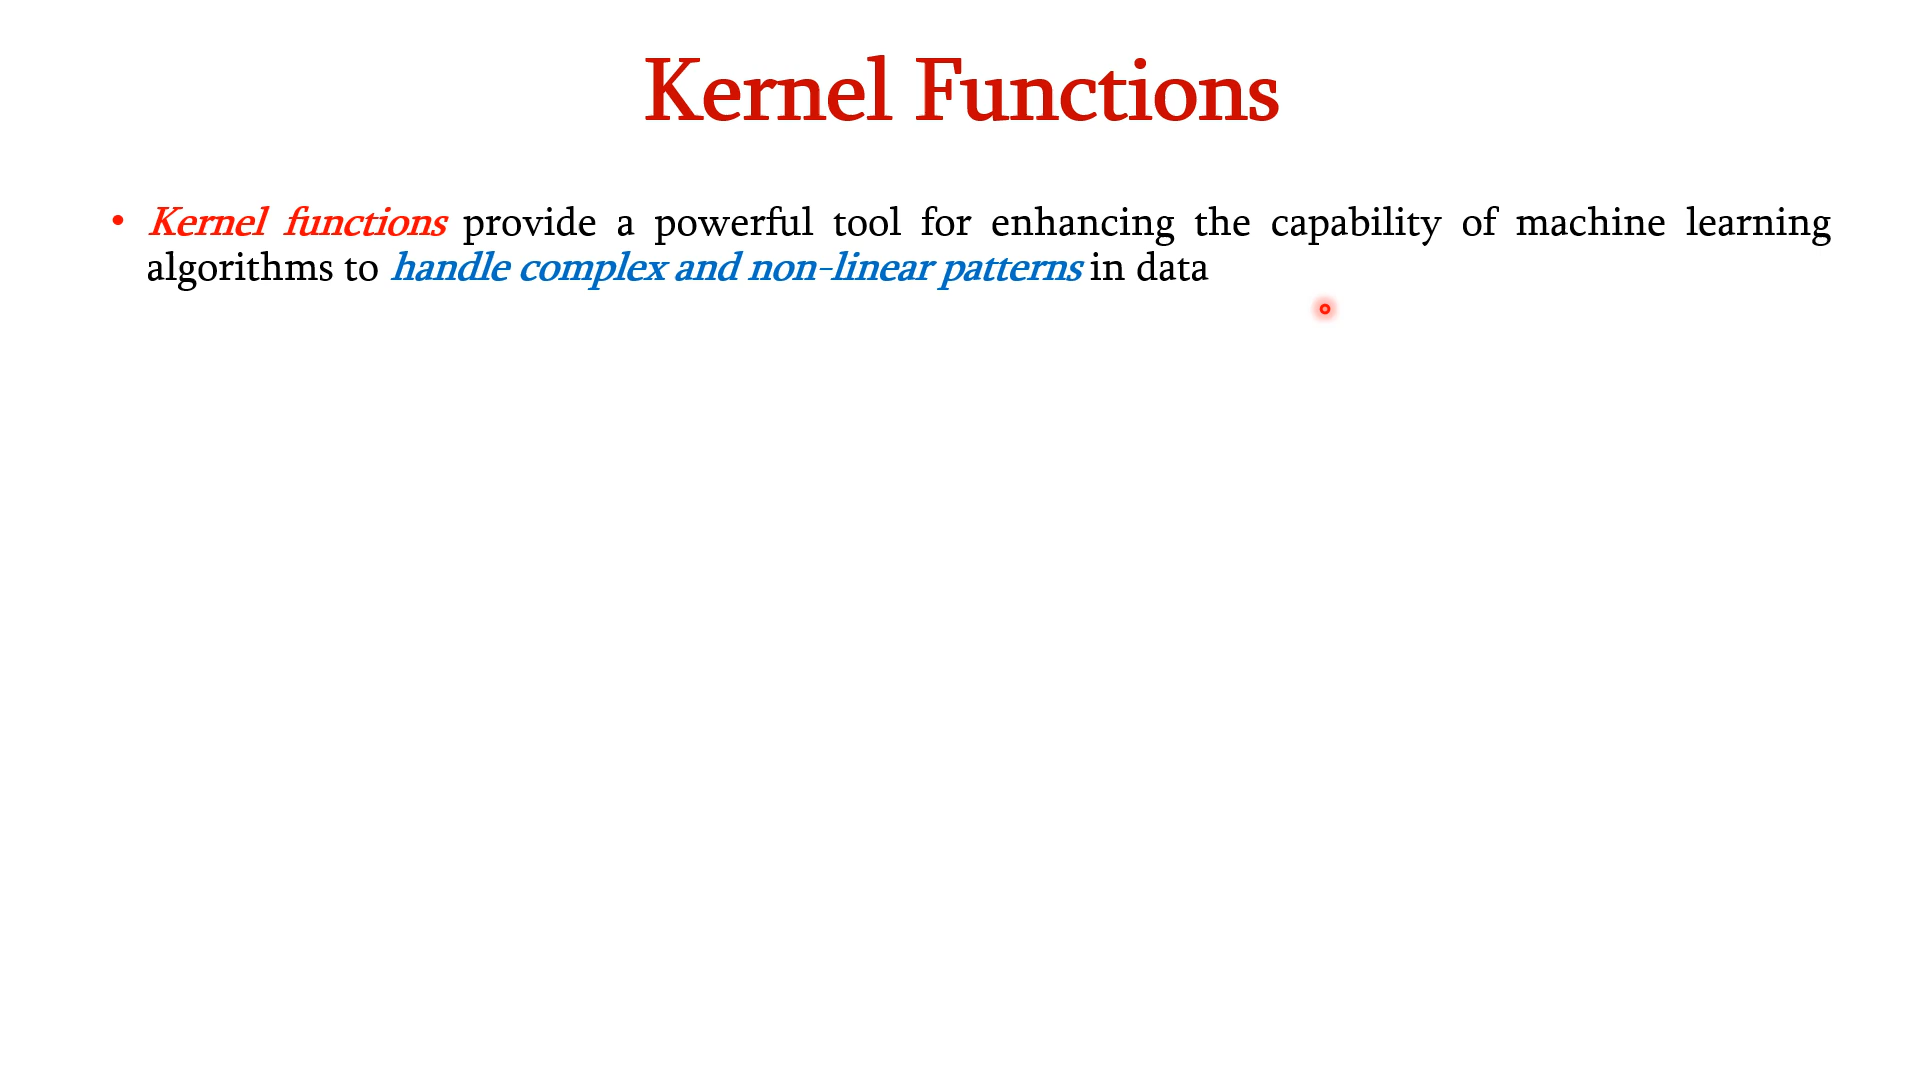 Kernel Functions
• Kernel functions provide a powerful tool for enhancing the capability of machine learning
algorithms to handle complex and non-linear patterns in data